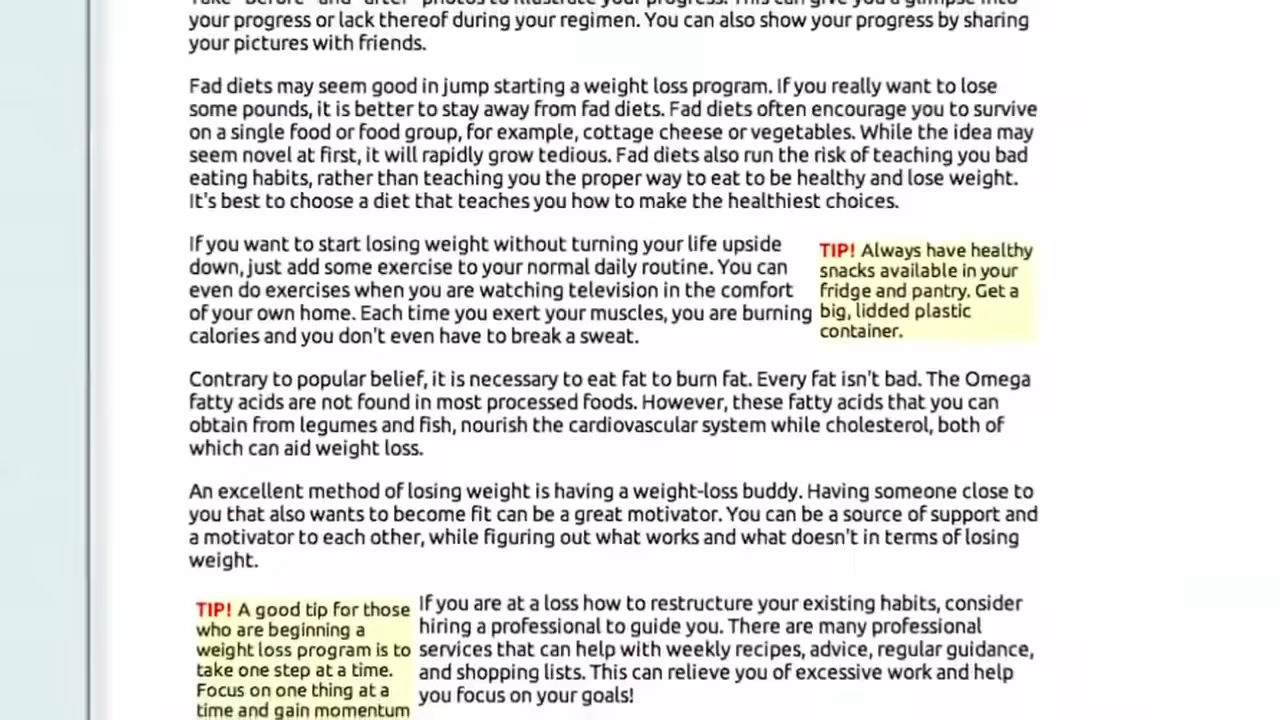 Take "before" and "after" photos to illustrate your progress. This can give you a glimpse into
your progress or lack thereof during your regimen. You can also show your progress by sharing
your pictures with friends.
Fad diets may seem good in jump starting a weight loss program. If you really want to lose
some pounds, it is better to stay away from fad diets. Fad diets often encourage you to survive
on a single food or food group, for example, cottage cheese or vegetables. While the idea may
seem novel at first, it will rapidly grow tedious. Fad diets also run the risk of teaching you bad
eating habits, rather than teaching you the proper way to eat to be healthy and lose weight.
It's best to choose a diet that teaches you how to make the healthiest choices.
If you want to start losing weight without turning your life upside
down, just add some exercise to your normal daily routine. You can
even do exercises when you are watching television in the comfort
of your own home. Each time you exert your muscles, you are burning
calories and you don't even have to break a sweat.
TIP! Always have healthy
snacks available in your
fridge and pantry. Get a
big, lidded plastic
container.
Contrary to popular belief, it is necessary to eat fat to burn fat. Every fat isn't bad. The Omega
fatty acids are not found in most processed foods. However, these fatty acids that you can
obtain from legumes and fish, nourish the cardiovascular system while cholesterol, both of
which can aid weight loss.
An excellent method of losing weight is having a weight-loss buddy. Having someone close to
you that also wants to become fit can be a great motivator. You can be a source of support and
a motivator to each other, while figuring out what works and what doesn't in terms of losing
weight.
TIP! A good tip for those
who are beginning a
weight loss program is to
take one step at a time.
Focus on one thing at a
time and gain momentum
If you are at a loss how to restructure your existing habits, consider
hiring a professional to guide you. There are many professional
services that can help with weekly recipes, advice, regular guidance,
and shopping lists. This can relieve you of excessive work and help
you focus on your goals!